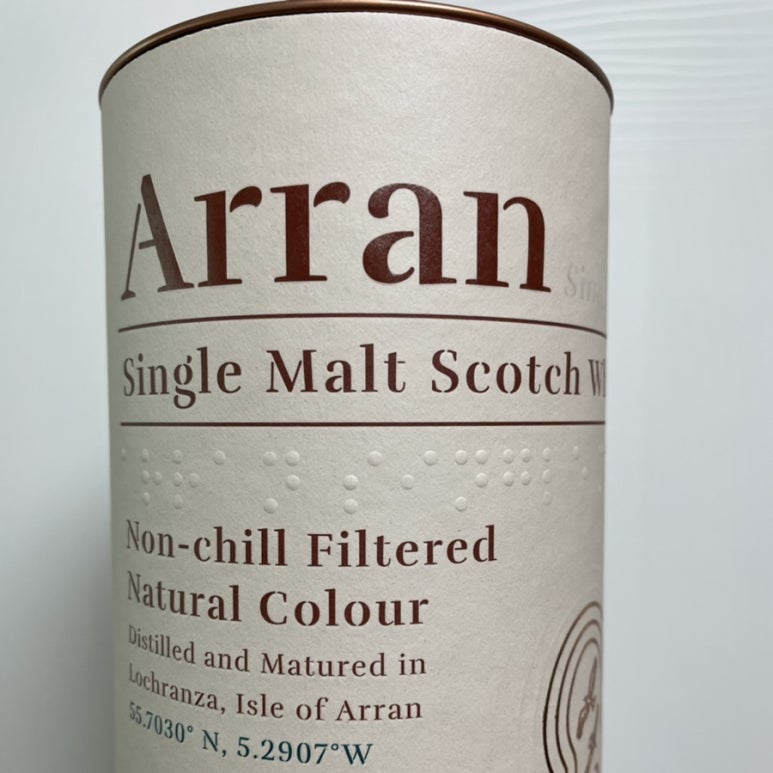 Arran
Single Malt Scotch
Non-chill Filtered
Natural Colour
Distilled and Matured in
Lochranza, Isle of Arran
55.7030° N, 5.2907°W